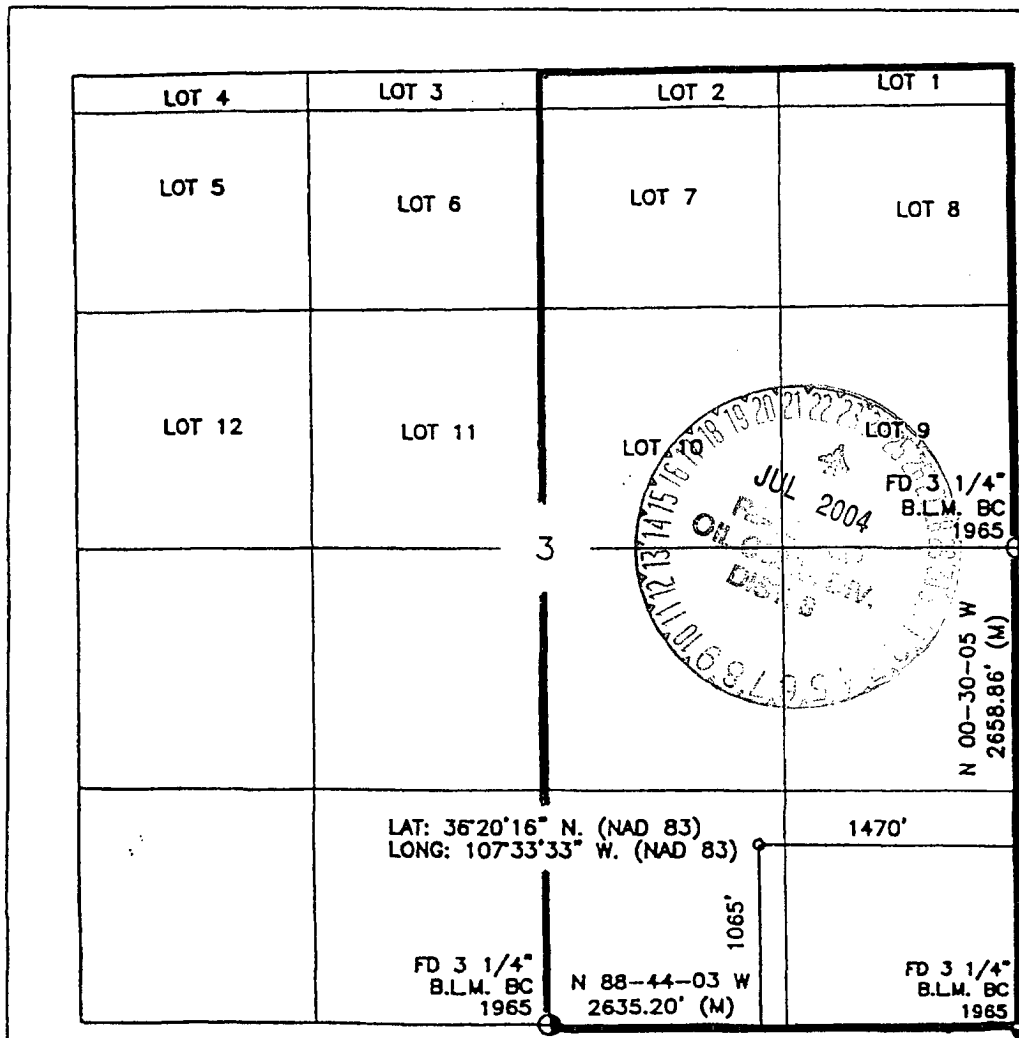 LOT 4
LOT 3
LOT 2
LOT 1
LOT 5
LOT 6
LOT 7
LOT 8
LOT 12
LOT 11
LOT 10
LOT 9
JUL 2004
OIL
FD 3 1/4"
B.L.M. BC
1965
3
N 00-30-05 W
2658.86' (M)
LAT: 36°20'16" N. (NAD 83)
LONG: 107°33'33" W. (NAD 83)
1470'
1065'
FD 3 1/4"
B.L.M. BC
1965
N 88-44-03 W
2635.20' (M)
FD 3 1/4"
B.L.M. BC
1965